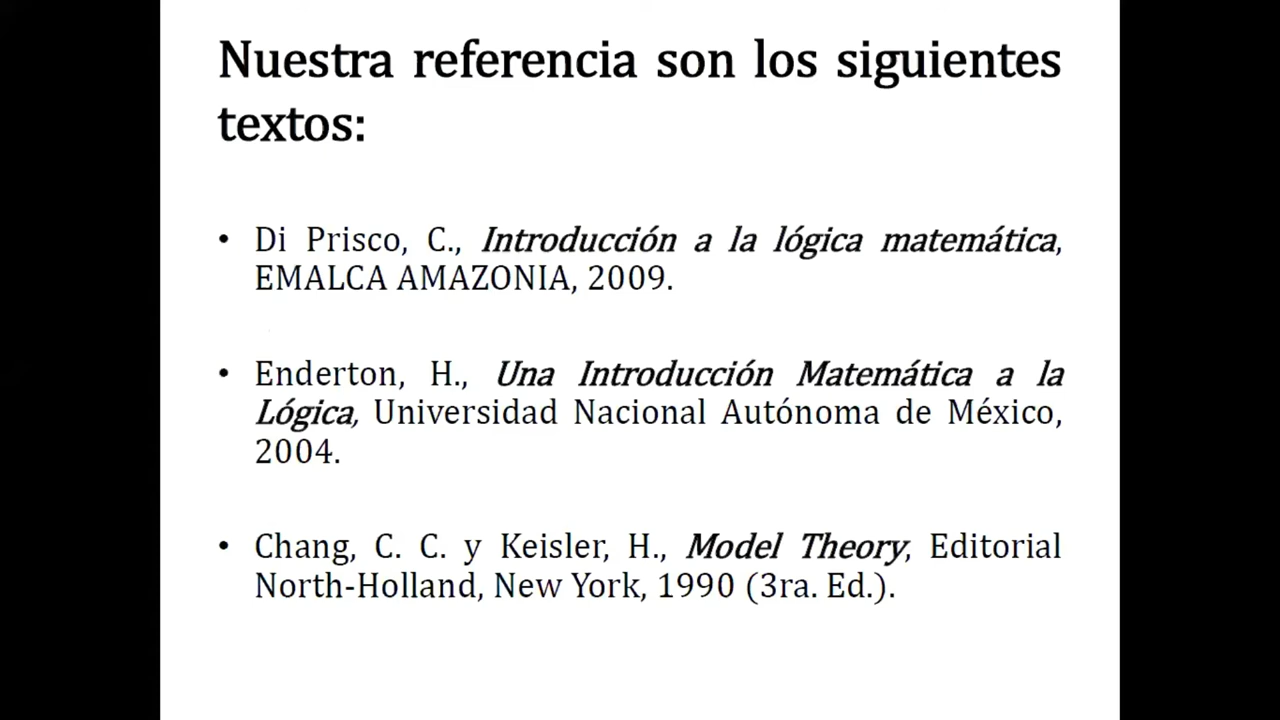 Nuestra referencia son los siguientes
textos:
• Di Prisco, C., Introducción a la lógica matemática,
EMALCA AMAZONIA, 2009.
• Enderton, H., Una Introducción Matemática a la
Lógica, Universidad Nacional Autónoma de México,
2004.
• Chang, C. C. y Keisler, H., Model Theory, Editorial
North-Holland, New York, 1990 (3ra. Ed.).